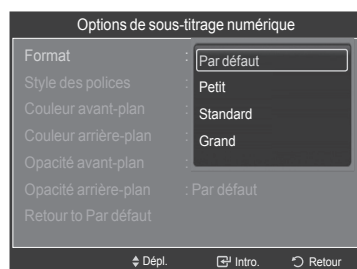 Options de sous-titrage numérique
Format : Par défaut
Petit
Style des polices :
Standard
Couleur avant-plan :
Grand
Couleur arrière-plan :
Opacité avant-plan :
Opacité arrière-plan : Par défaut
Retour to Par défaut
Dépl. Intro. Retour